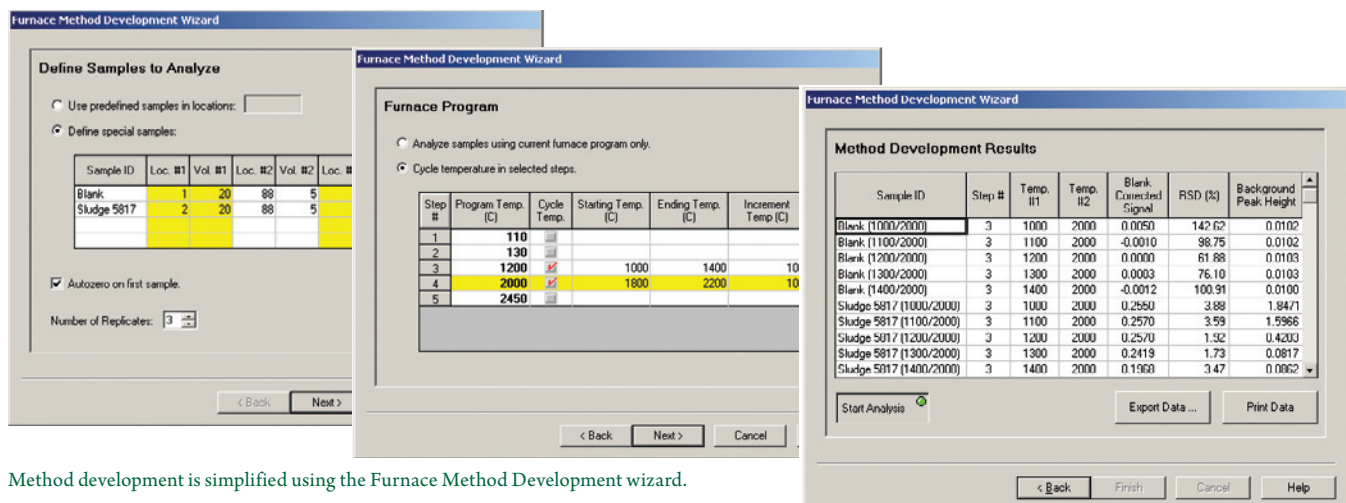 Furnace Method Development Wizard
Define Samples to Analyze
Use predefined samples in locations:
Define special samples:
Sample ID Loc. #1 Vol. #1 Loc. #2 Vol. #2 Loc. #
Blank 1 20 88 5
Sludge 5817 2 20 88 5
Autozero on first sample.
Number of Replicates: 3
< Back Next >
Furnace Method Development Wizard
Furnace Program
Analyze samples using current furnace program only.
Cycle temperature in selected steps.
Step # Program Temp. (C) Cycle Temp. Starting Temp. (C) Ending Temp. (C) Increment Temp (C)
1 110
2 130
3 1200 1000 1400 10
4 2000 1800 2200 10
5 2450
< Back Next > Cancel
Furnace Method Development Wizard
Method Development Results
Sample ID Step # Temp. #1 Temp. #2 Blank Corrected Signal RSD (%) Background Peak Height
Blank (1000/2000) 3 1000 2000 0.0050 142.62 0.0102
Blank (1100/2000) 3 1100 2000 -0.0010 98.75 0.0102
Blank (1200/2000) 3 1200 2000 0.0000 61.88 0.0103
Blank (1300/2000) 3 1300 2000 0.0003 76.10 0.0103
Blank (1400/2000) 3 1400 2000 -0.0012 100.91 0.0100
Sludge 5817 (1000/2000) 3 1000 2000 0.2550 3.88 1.8471
Sludge 5817 (1100/2000) 3 1100 2000 0.2570 3.59 1.5966
Sludge 5817 (1200/2000) 3 1200 2000 0.2570 1.92 0.4203
Sludge 5817 (1300/2000) 3 1300 2000 0.2419 1.73 0.0817
Sludge 5817 (1400/2000) 3 1400 2000 0.1968 3.47 0.0862
Start Analysis Export Data ... Print Data
< Back Finish Cancel Help
Method development is simplified using the Furnace Method Development wizard.